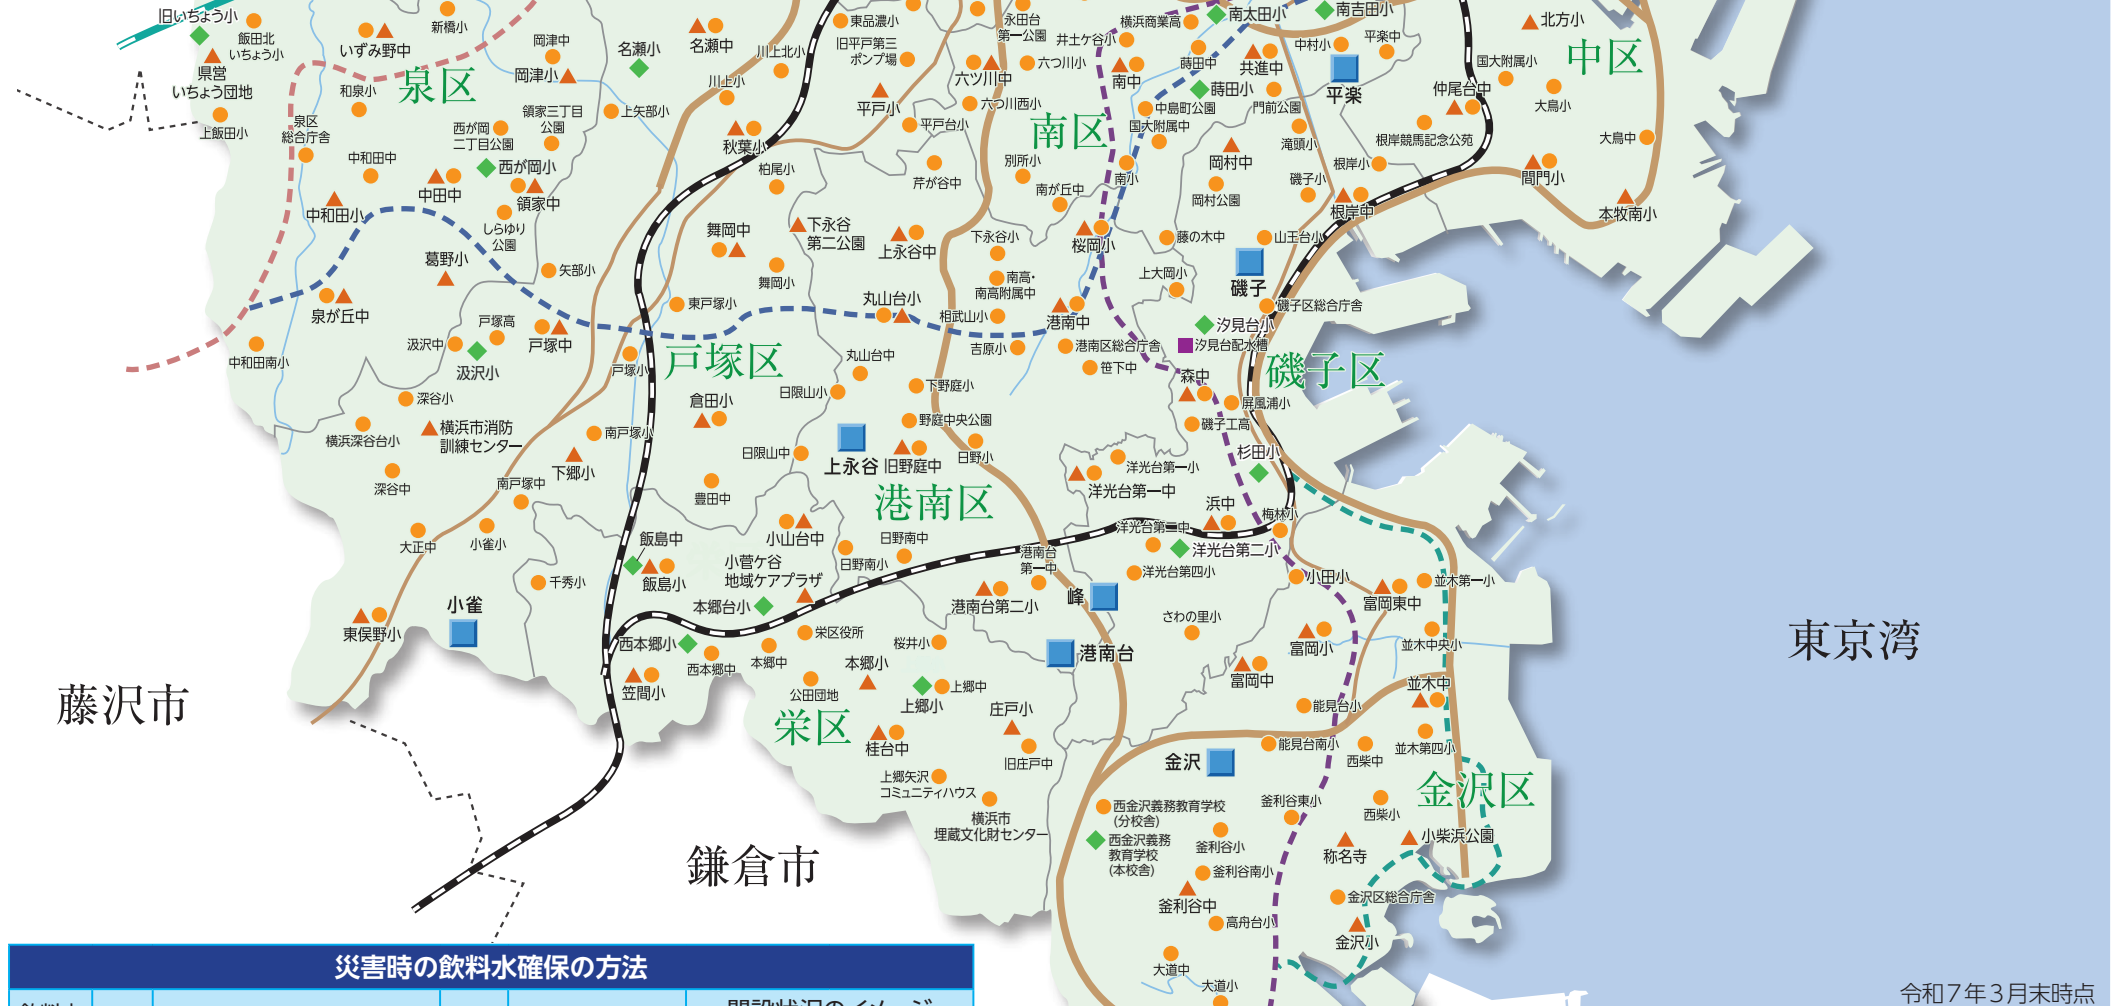 旧いちょう小
飯田北
いちょう小
県営
いちょう団地
上飯田小
新橋小
いずみ野中
泉区
和泉小
泉区
総合庁舎
岡津中
岡津小
領家三丁目
公園
西が岡
二丁目公園
中和田中
西が岡小
中田中
領家中
中和田小
しらゆり
公園
葛野小
矢部小
泉が丘中
中和田南小
戸塚高
汲沢中
汲沢小
戸塚中
深谷小
横浜深谷台小
横浜市消防
訓練センター
深谷中
下郷小
南戸塚小
南戸塚中
大正中
小雀小
千秀小
東俣野小
小雀
名瀬小
名瀬中
川上北小
川上小
上矢部小
秋葉小
柏尾小
舞岡中
舞岡小
東戸塚小
戸塚小
戸塚区
倉田小
豊田中
日限山小
日限山中
丸山台中
丸山台小
東品濃小
旧平戸第三
ポンプ場
平戸小
平戸台小
永田台
第一公園
六ツ川中
六つ川小
六つ川西小
芹が谷中
別所小
南が丘中
下永谷
第二公園
上永谷中
下永谷小
南高・
南高附属中
相武山小
吉原小
下野庭小
野庭中央公園
上永谷
旧野庭中
日野小
港南区
小山台中
日野南小
日野南中
横浜商業高
南太田小
南吉田小
井土ケ谷小
蒔田中
共進中
中村小
平楽中
平楽
南中
蒔田小
中島町公園
門前公園
国大附属中
南区
滝頭小
岡村中
南小
岡村公園
磯子小
根岸小
根岸中
桜岡小
藤の木中
山王台小
上大岡小
磯子
港南中
磯子区総合庁舎
港南区総合庁舎
汐見台小
汐見台配水槽
笹下中
森中
磯子区
屏風浦小
磯子工高
杉田小
北方小
中区
国大附属小
仲尾台中
大鳥小
大鳥中
根岸競馬記念公苑
間門小
本牧南小
洋光台第一小
洋光台第一中
浜中
梅林小
洋光台第二中
洋光台第二小
洋光台第四小
港南台
第一中
港南台第二小
峰
さわの里小
港南台
小田小
富岡東中
並木第一小
富岡小
並木中央小
富岡中
並木中
能見台小
能見台南小
西柴中
並木第四小
金沢
金沢区
飯島中
飯島小
小菅ケ谷
地域ケアプラザ
本郷台小
西本郷小
西本郷中
本郷中
栄区役所
笠間小
公田団地
本郷小
桜井小
上郷中
上郷小
栄区
桂台中
庄戸小
旧庄戸中
上郷矢沢
コミュニティハウス
横浜市
埋蔵文化財センター
西金沢義務教育学校
(分校舎)
西金沢義務
教育学校
(本校舎)
釜利谷東小
釜利谷小
西柴小
小柴浜公園
称名寺
釜利谷南小
釜利谷中
金沢区総合庁舎
高舟台小
金沢小
大道中
大道小
藤沢市
鎌倉市
東京湾
災害時の飲料水確保の方法
令和７年３月末時点